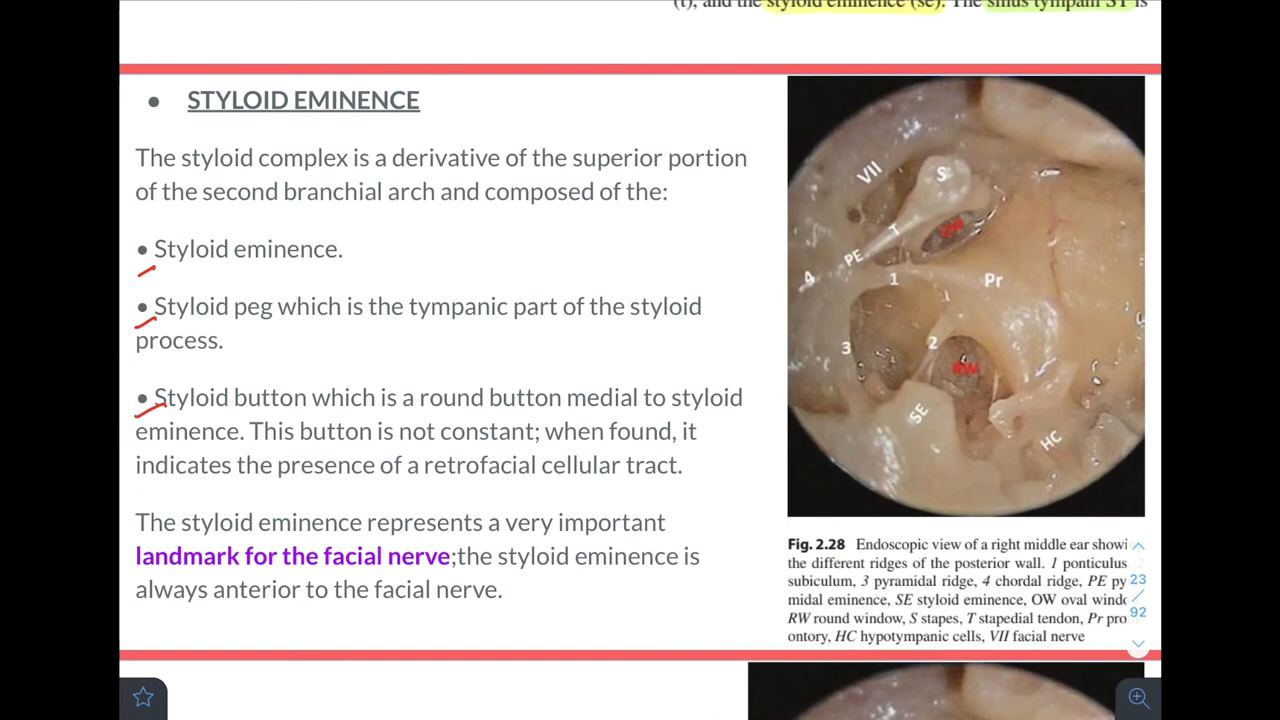 (t), and the styloid eminence (se). The sinus tympani ST is
• STYLOID EMINENCE
The styloid complex is a derivative of the superior portion
of the second branchial arch and composed of the:
• Styloid eminence.
• Styloid peg which is the tympanic part of the styloid
process.
• Styloid button which is a round button medial to styloid
eminence. This button is not constant; when found, it
indicates the presence of a retrofacial cellular tract.
The styloid eminence represents a very important
landmark for the facial nerve;the styloid eminence is
always anterior to the facial nerve.
VII
S
T
OW
PE
4
1
Pr
3
2
RW
SE
HC
Fig. 2.28 Endoscopic view of a right middle ear showi
the different ridges of the posterior wall. 1 ponticulus
subiculum, 3 pyramidal ridge, 4 chordal ridge, PE py
midal eminence, SE styloid eminence, OW oval windo
RW round window, S stapes, T stapedial tendon, Pr pro
ontory, HC hypotympanic cells, VII facial nerve
23
/
92